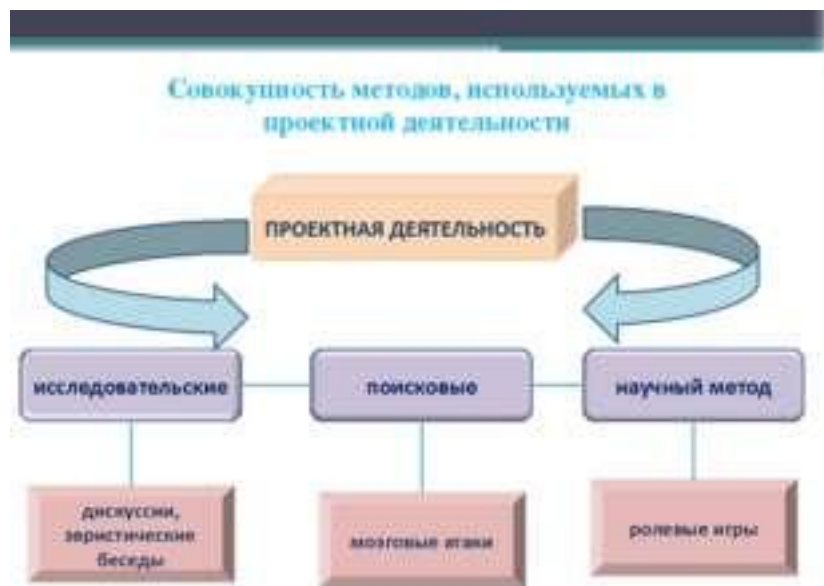 Совокупность методов, используемых в
проектной деятельности
ПРОЕКТНАЯ ДЕЯТЕЛЬНОСТЬ
исследовательские
поисковые
научный метод
дискуссии,
эвристические
беседы
мозговые атаки
ролевые игры